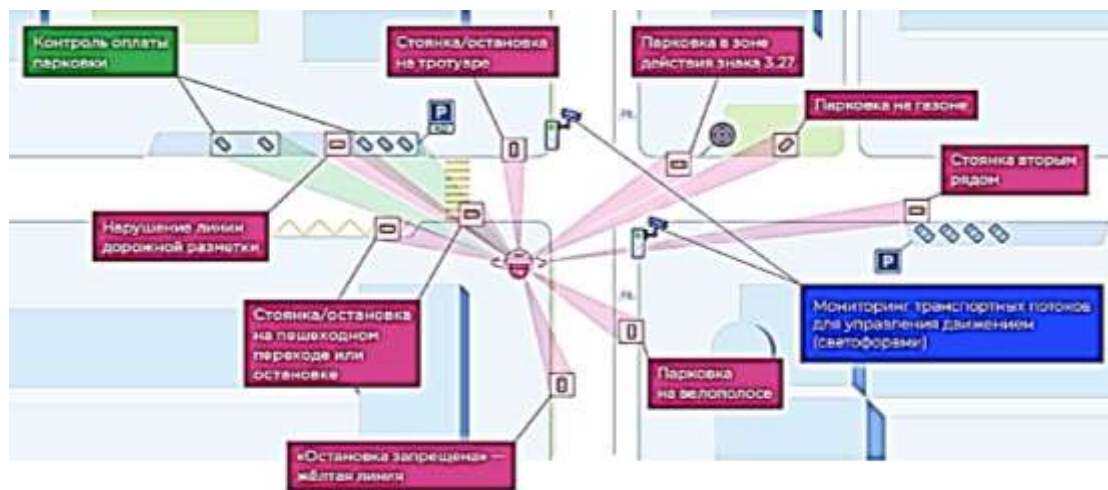 Контроль оплаты
парковки
Стоянка/остановка
на тротуаре
Парковка в зоне
действия знака 3.27
Парковка на газоне
Стоянка вторым
рядом
P
Нарушение линии
дорожной разметки
P
Стоянка/остановка
на пешеходном
переходе или
остановке
Мониторинг транспортных потоков
для управления движением
(светофорами)
Парковка
на велополосе
«Остановка запрещена» —
жёлтая линия